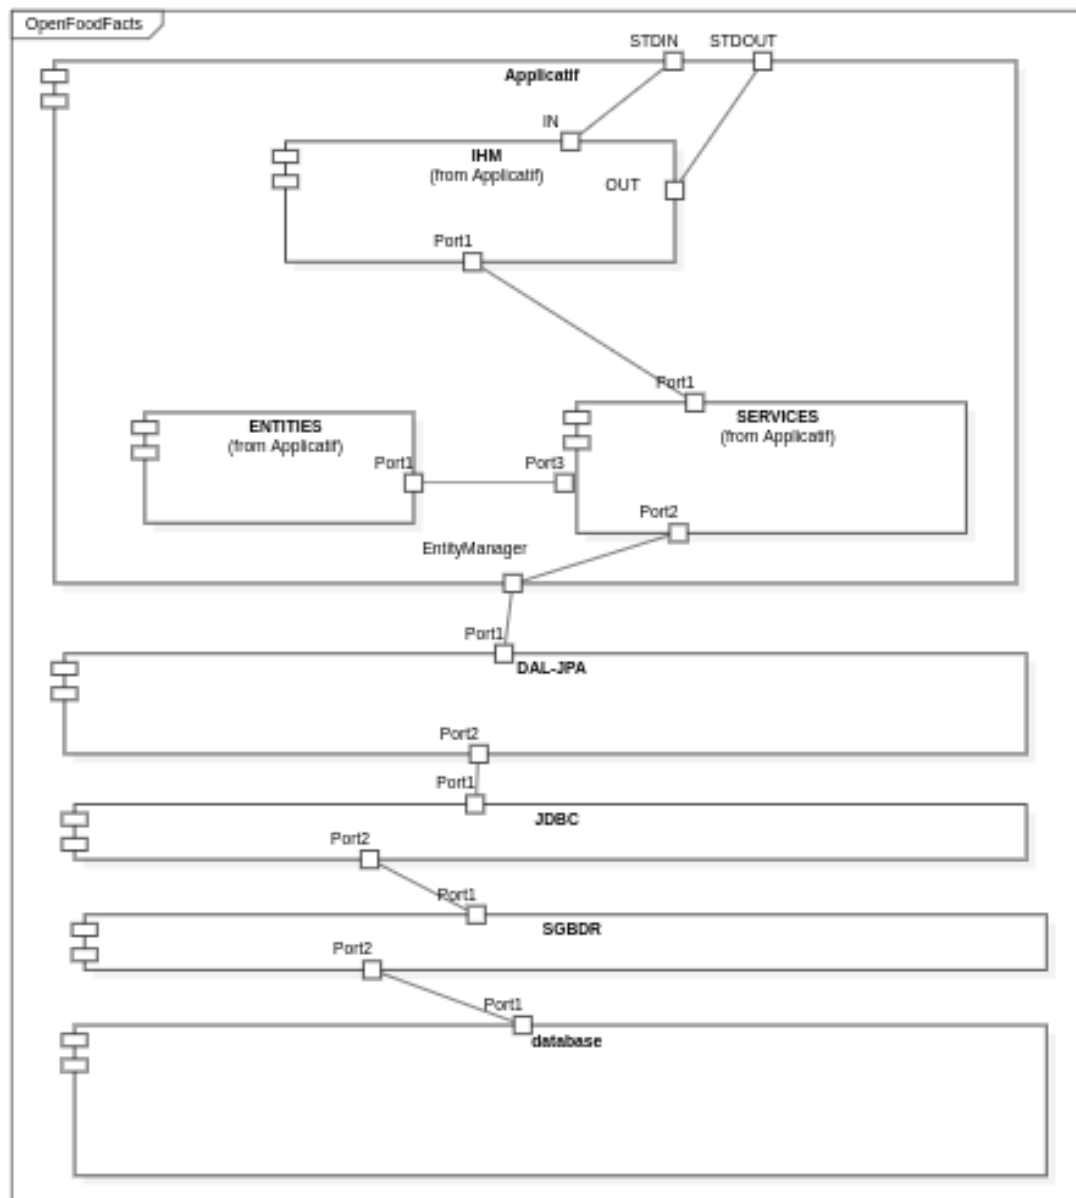 OpenFoodFacts
STDIN
STDOUT
Applicatif
IN
IHM
(from Applicatif)
OUT
Port1
Port1
SERVICES
(from Applicatif)
ENTITIES
(from Applicatif)
Port1
Port3
Port2
EntityManager
Port1
DAL-JPA
Port2
Port1
JDBC
Port2
Port1
SGBDR
Port2
Port1
database